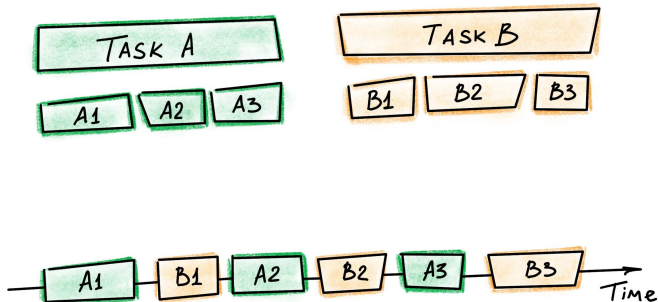 TASK A TASK B
A1 A2 A3 B1 B2 B3
A1 B1 A2 B2 A3 B3
Time